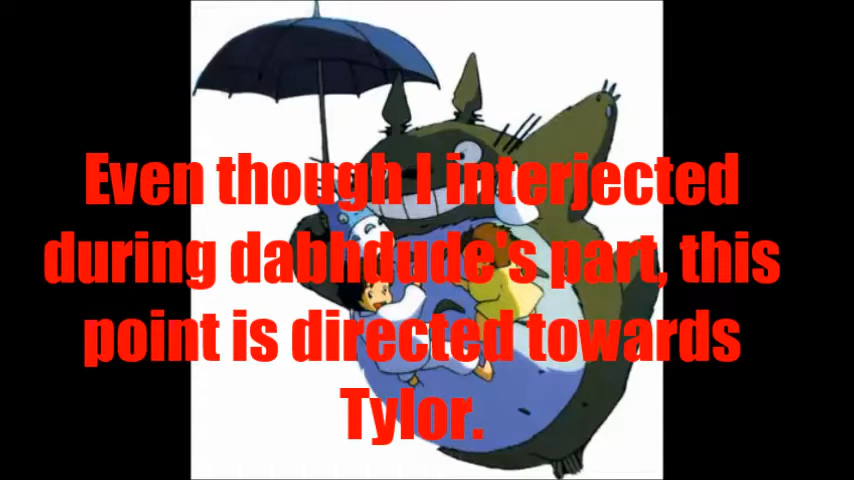 Even though I interjected
during dabhdude's part, this
point is directed towards
Tylor.